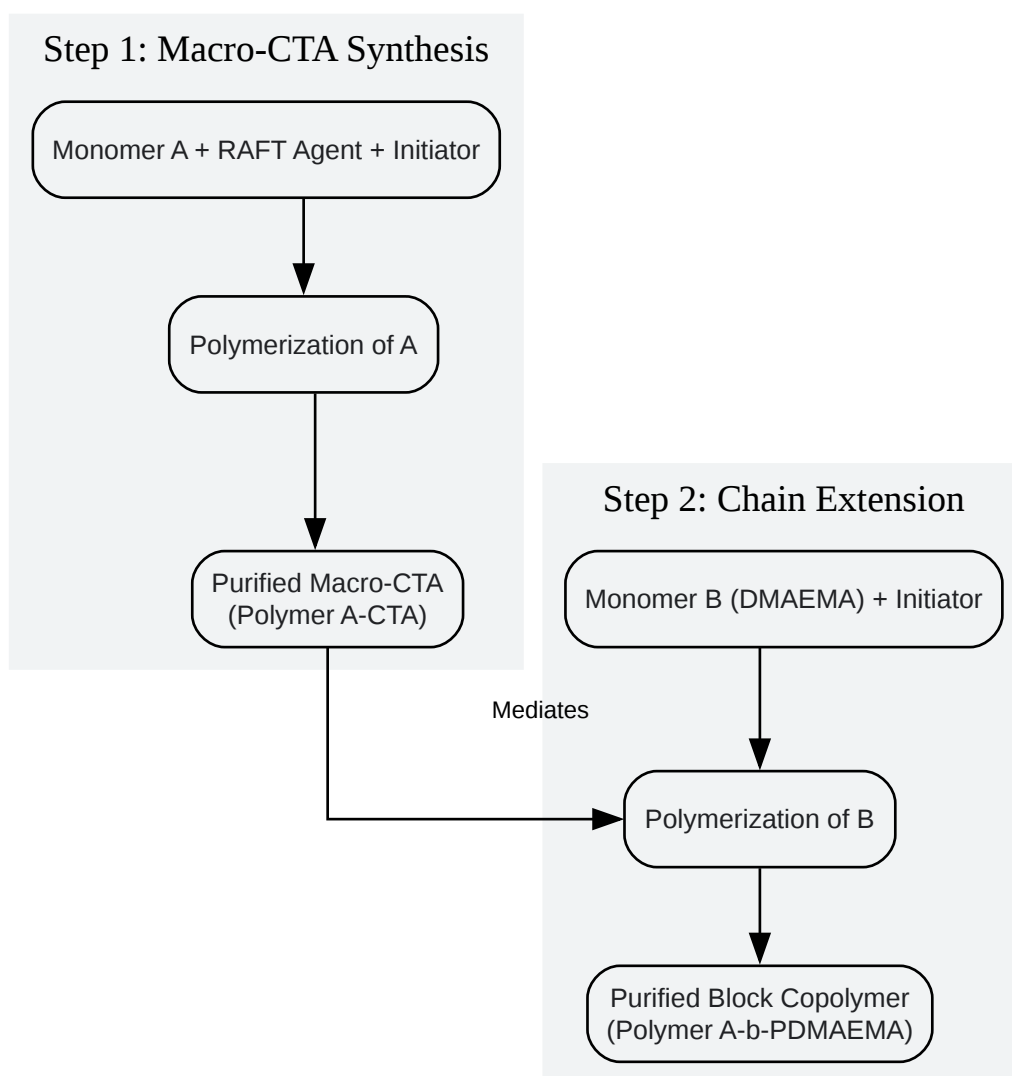 Step 1: Macro-CTA Synthesis
Monomer A + RAFT Agent + Initiator
Polymerization of A
Purified Macro-CTA
(Polymer A-CTA)
Step 2: Chain Extension
Monomer B (DMAEMA) + Initiator
Mediates
Polymerization of B
Purified Block Copolymer
(Polymer A-b-PDMAEMA)